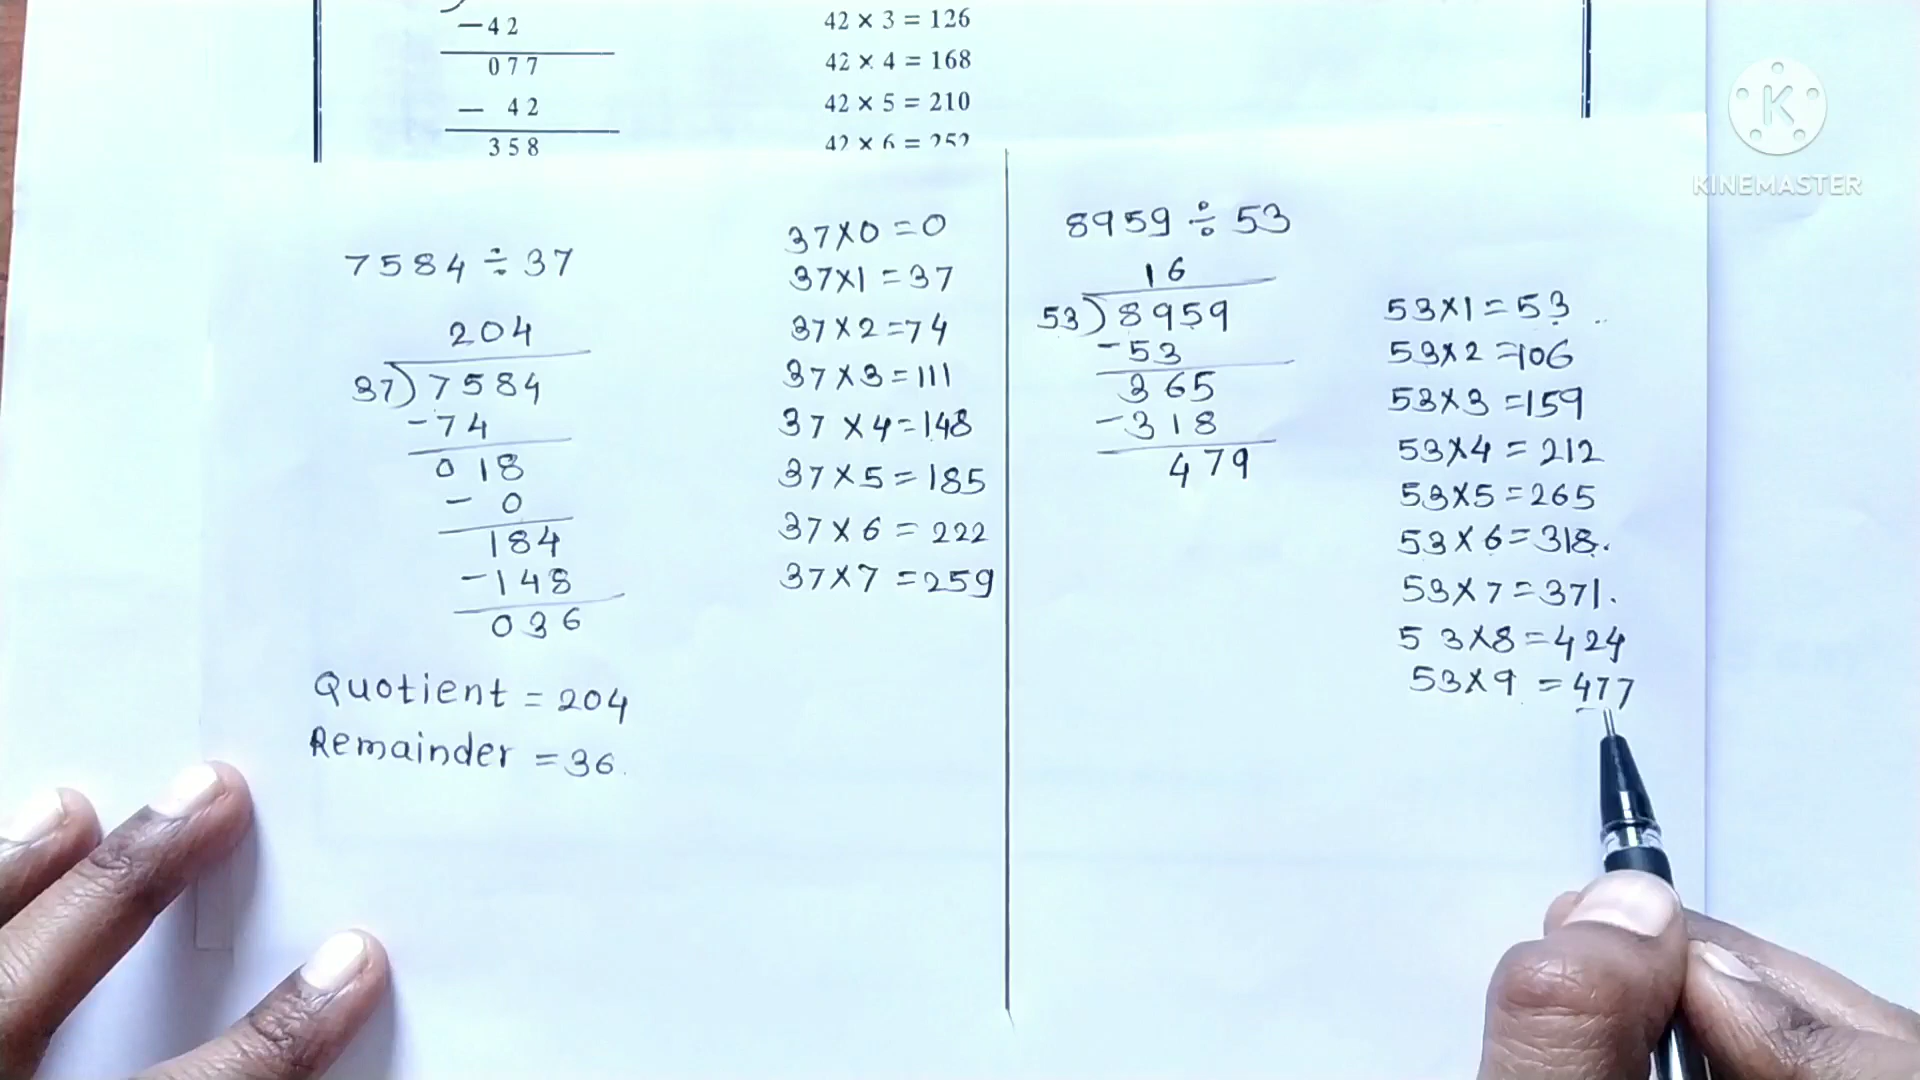 −42
077
− 42
358
42 × 3 = 126
42 × 4 = 168
42 × 5 = 210
42 × 6 = 252
KINEMASTER
7584 ÷ 37
204
37) 7584
-74
018
- 0
184
-148
036
Quotient = 204
Remainder = 36.
37×0 = 0
37×1 = 37
37×2 = 74
37×3 = 111
37×4 = 148
37×5 = 185
37×6 = 222
37×7 = 259
8959 ÷ 53
16
53) 8959
-53
365
-318
479
53×1 = 53
53×2 = 106
53×3 = 159
53×4 = 212
53×5 = 265
53×6 = 318.
53×7 = 371.
53×8 = 424
53×9 = 477